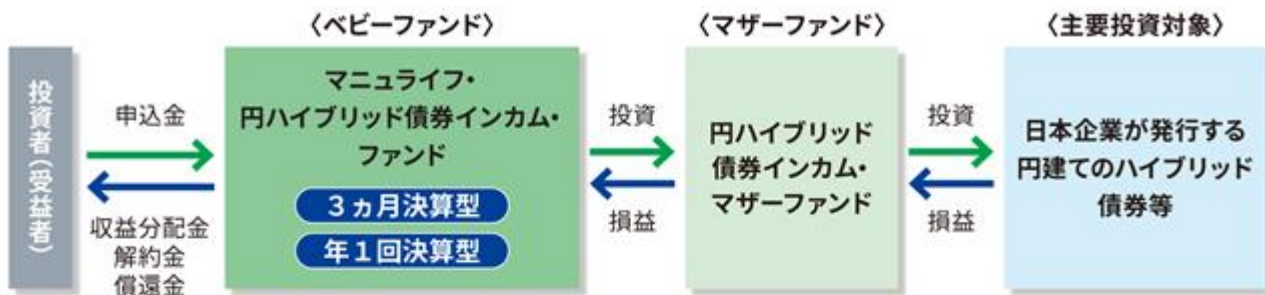 〈ベビーファンド〉
〈マザーファンド〉
〈主要投資対象〉
投資者(受益者)
申込金
収益分配金
解約金
償還金
マニュライフ・
円ハイブリッド債券インカム・
ファンド
３ヵ月決算型
年１回決算型
投資
損益
円ハイブリッド
債券インカム・
マザーファンド
投資
損益
日本企業が発行する
円建てのハイブリッド
債券等